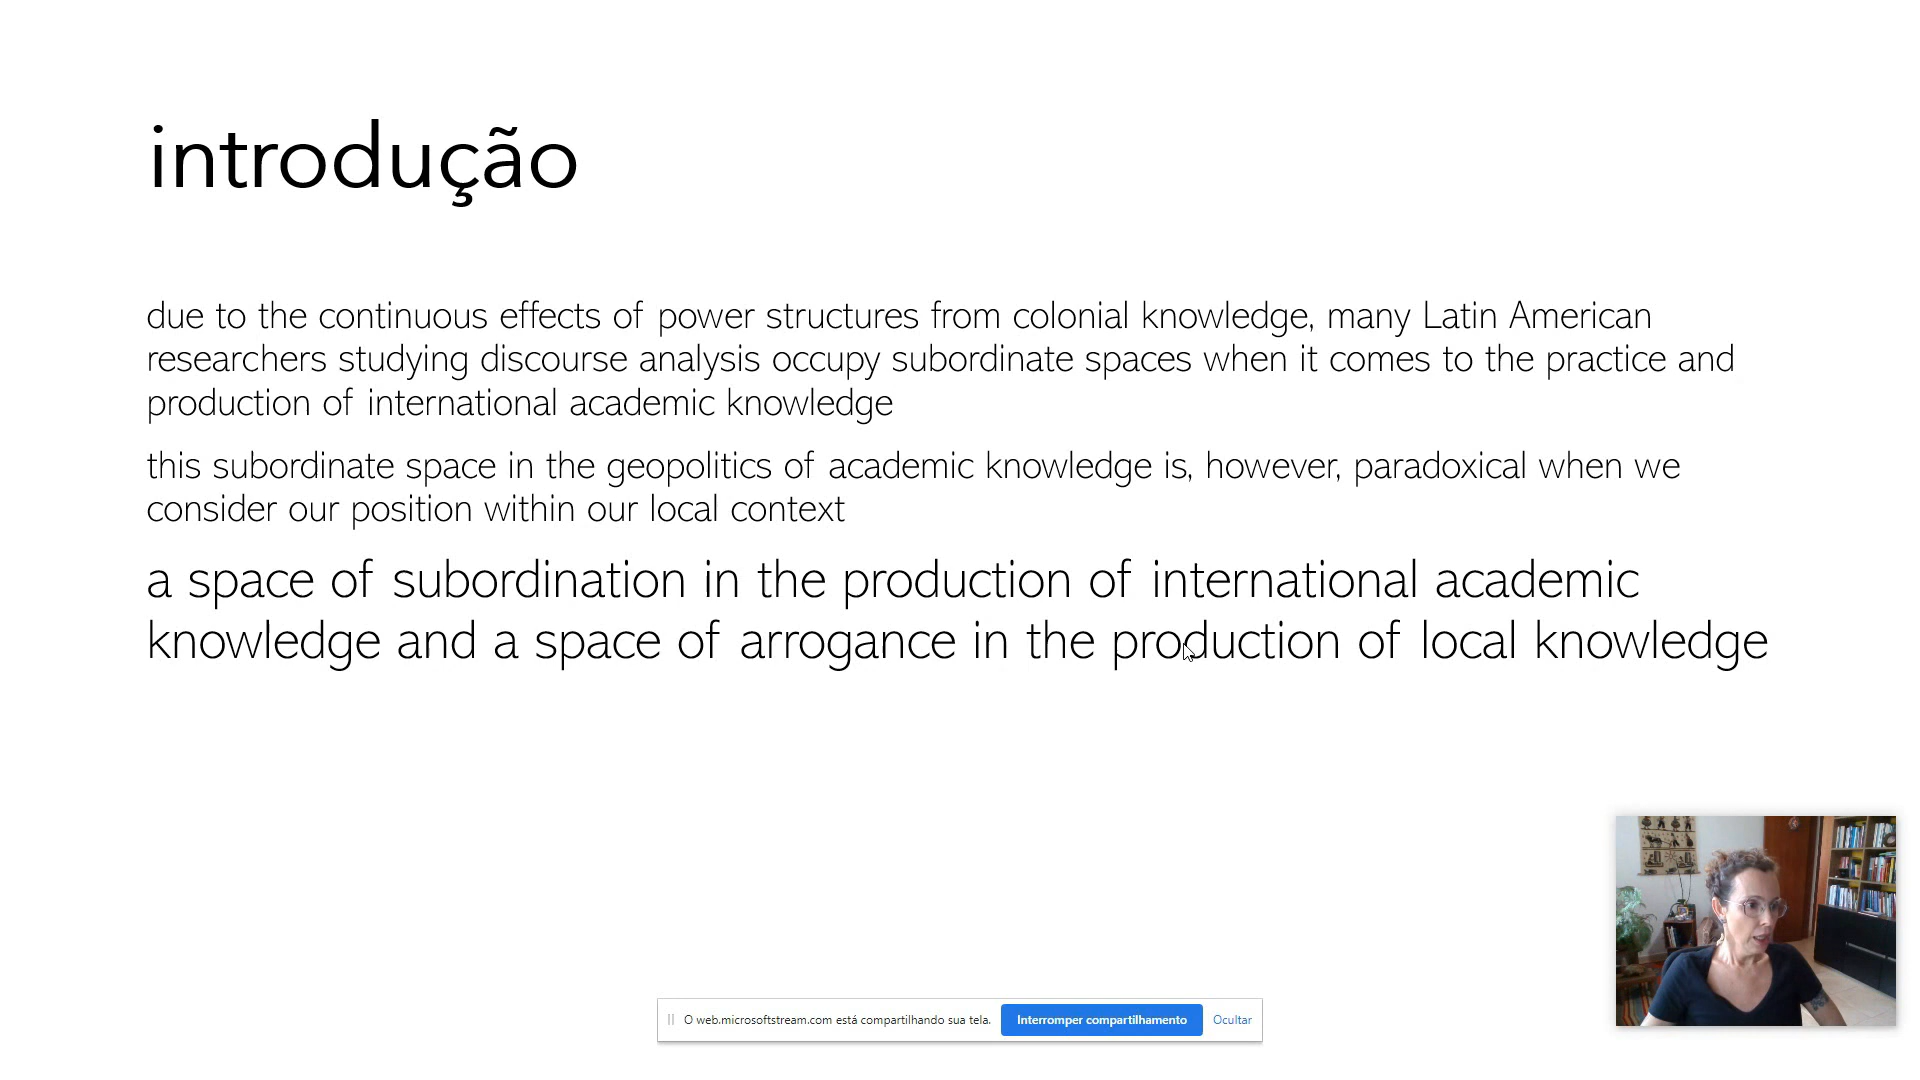 introdução
due to the continuous effects of power structures from colonial knowledge, many Latin American
researchers studying discourse analysis occupy subordinate spaces when it comes to the practice and
production of international academic knowledge
this subordinate space in the geopolitics of academic knowledge is, however, paradoxical when we
consider our position within our local context
a space of subordination in the production of international academic
knowledge and a space of arrogance in the production of local knowledge
O web.microsoftstream.com está compartilhando sua tela. Interromper compartilhamento Ocultar